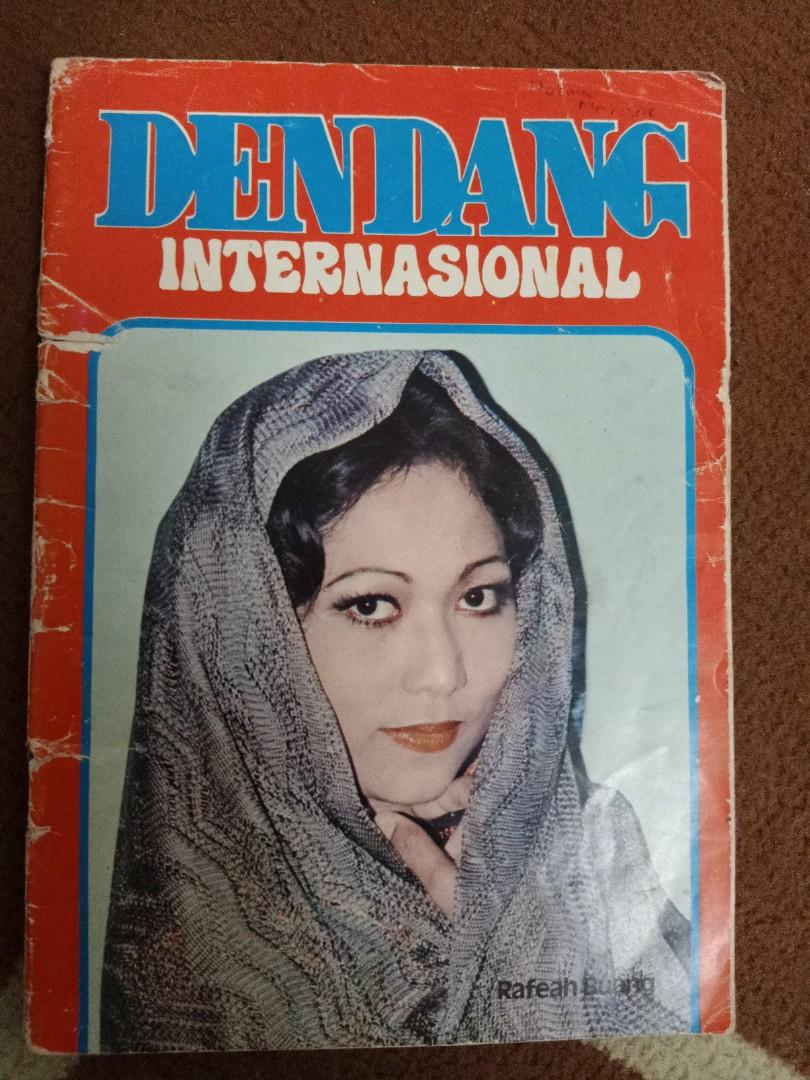 DENDANG
INTERNASIONAL
Rafeah Buang